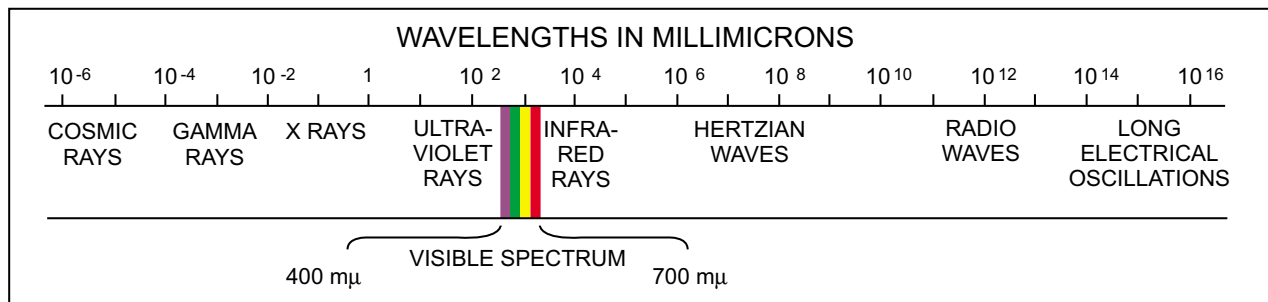 WAVELENGTHS IN MILLIMICRONS
10-6 10-4 10-2 1 10 2 10 4 10 6 10 8 10 10 10 12 10 14 10 16
COSMIC RAYS
GAMMA RAYS
X RAYS
ULTRA-
VIOLET
RAYS
INFRA-
RED
RAYS
HERTZIAN
WAVES
RADIO
WAVES
LONG
ELECTRICAL
OSCILLATIONS
VISIBLE SPECTRUM
400 mµ
700 mµ